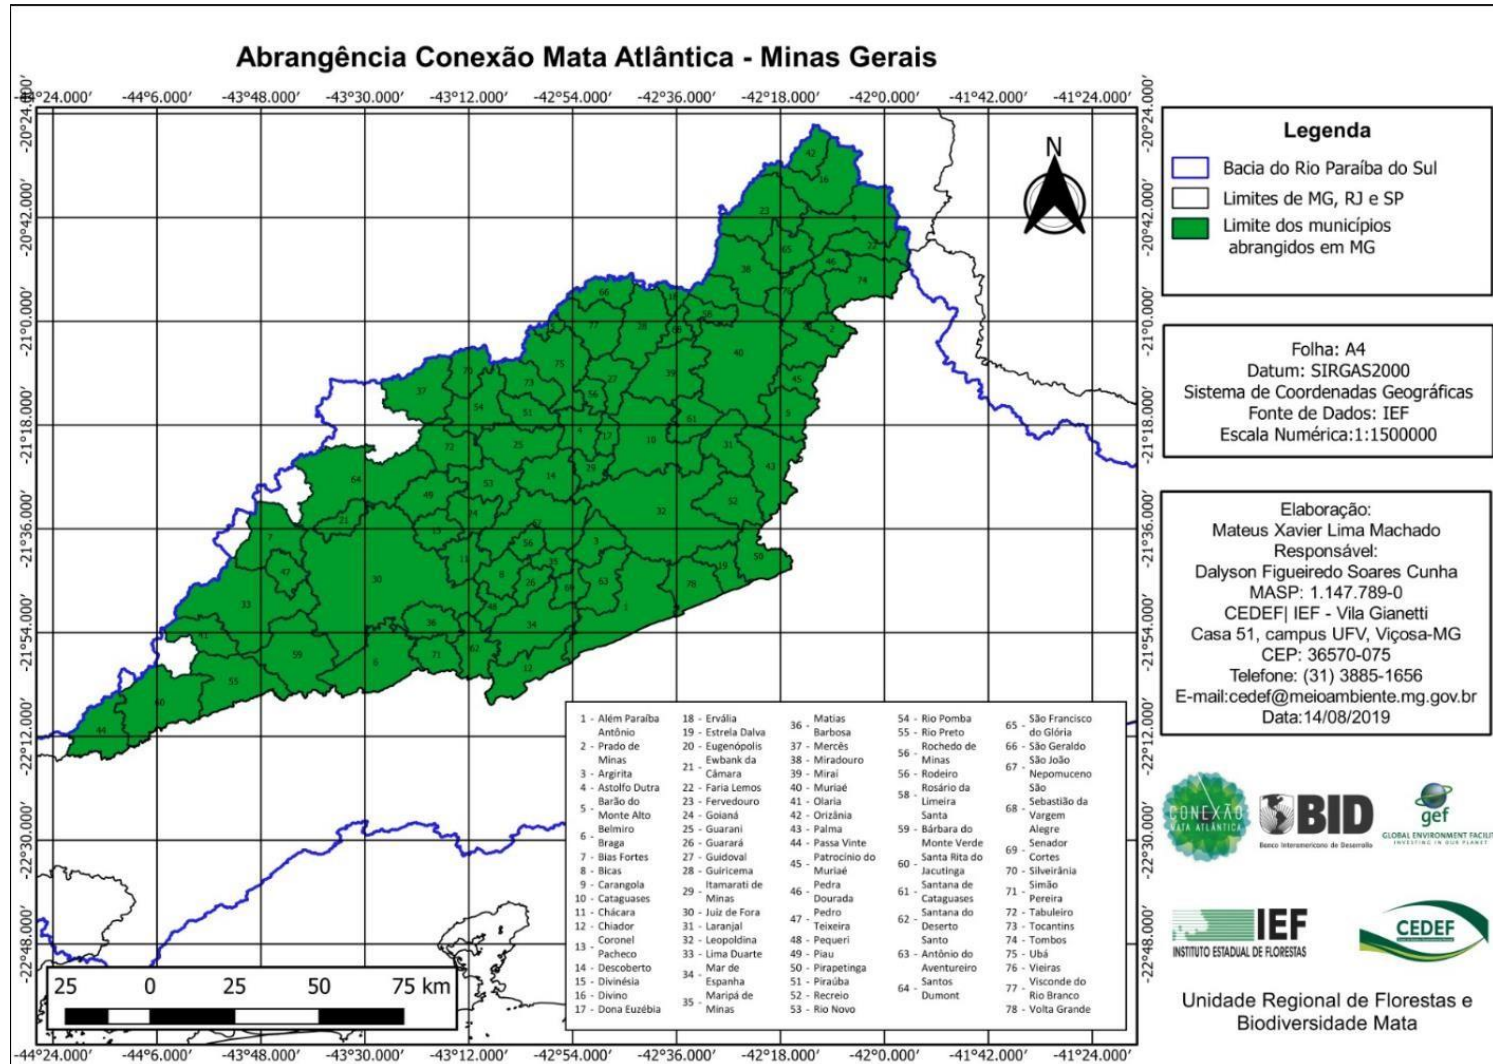 Abrangência Conexão Mata Atlântica - Minas Gerais
-44°24.000' -44°6.000' -43°48.000' -43°30.000' -43°12.000' -42°54.000' -42°36.000' -42°18.000' -42°0.000' -41°42.000' -41°24.000'
-20°24.000' -20°42.000' -21°0.000' -21°18.000' -21°36.000' -21°54.000' -22°12.000' -22°30.000' -22°48.000'
N
Legenda
Bacia do Rio Paraíba do Sul
Limites de MG, RJ e SP
Limite dos municípios
abrangidos em MG
Folha: A4
Datum: SIRGAS2000
Sistema de Coordenadas Geográficas
Fonte de Dados: IEF
Escala Numérica:1:1500000
Elaboração:
Mateus Xavier Lima Machado
Responsável:
Dalyson Figueiredo Soares Cunha
MASP: 1.147.789-0
CEDEF| IEF - Vila Gianetti
Casa 51, campus UFV, Viçosa-MG
CEP: 36570-075
Telefone: (31) 3885-1656
E-mail:cedef@meioambiente.mg.gov.br
Data:14/08/2019
1 - Além Paraíba
2 - Antônio
Prado de
Minas
3 - Argirita
4 - Astolfo Dutra
5 - Barão do
Monte Alto
6 - Belmiro
Braga
7 - Bias Fortes
8 - Bicas
9 - Carangola
10 - Cataguases
11 - Chácara
12 - Chiador
13 - Coronel
Pacheco
14 - Descoberto
15 - Divinésia
16 - Divino
17 - Dona Euzébia
18 - Ervália
19 - Estrela Dalva
20 - Eugenópolis
21 - Ewbank da
Câmara
22 - Faria Lemos
23 - Fervedouro
24 - Goianá
25 - Guarani
26 - Guarará
27 - Guidoval
28 - Guiricema
29 - Itamarati de
Minas
30 - Juiz de Fora
31 - Laranjal
32 - Leopoldina
33 - Lima Duarte
34 - Mar de
Espanha
35 - Maripá de
Minas
36 - Matias
Barbosa
37 - Mercês
38 - Miradouro
39 - Miraí
40 - Muriaé
41 - Olaria
42 - Orizânia
43 - Palma
44 - Passa Vinte
45 - Patrocínio do
Muriaé
46 - Pedra
Dourada
47 - Pedro
Teixeira
48 - Pequeri
49 - Piau
50 - Pirapetinga
51 - Piraúba
52 - Recreio
53 - Rio Novo
54 - Rio Pomba
55 - Rio Preto
56 - Rochedo de
Minas
56 - Rodeiro
58 - Rosário da
Limeira
59 - Santa
Bárbara do
Monte Verde
60 - Santa Rita do
Jacutinga
61 - Santana de
Cataguases
62 - Santana do
Deserto
63 - Santo
Antônio do
Aventureiro
64 - Santos
Dumont
65 - São Francisco
do Glória
66 - São Geraldo
67 - São João
Nepomuceno
68 - São
Sebastião da
Vargem
Alegre
69 - Senador
Cortes
70 - Silveirânia
71 - Simão
Pereira
72 - Tabuleiro
73 - Tocantins
74 - Tombos
75 - Ubá
76 - Vieiras
77 - Visconde do
Rio Branco
78 - Volta Grande
25 0 25 50 75 km
CONEXÃO
MATA ATLÂNTICA
BID
Banco Interamericano de Desarrollo
gef
GLOBAL ENVIRONMENT FACILIT
INVESTING IN OUR PLANET
IEF
INSTITUTO ESTADUAL DE FLORESTAS
CEDEF
Unidade Regional de Florestas e
Biodiversidade Mata